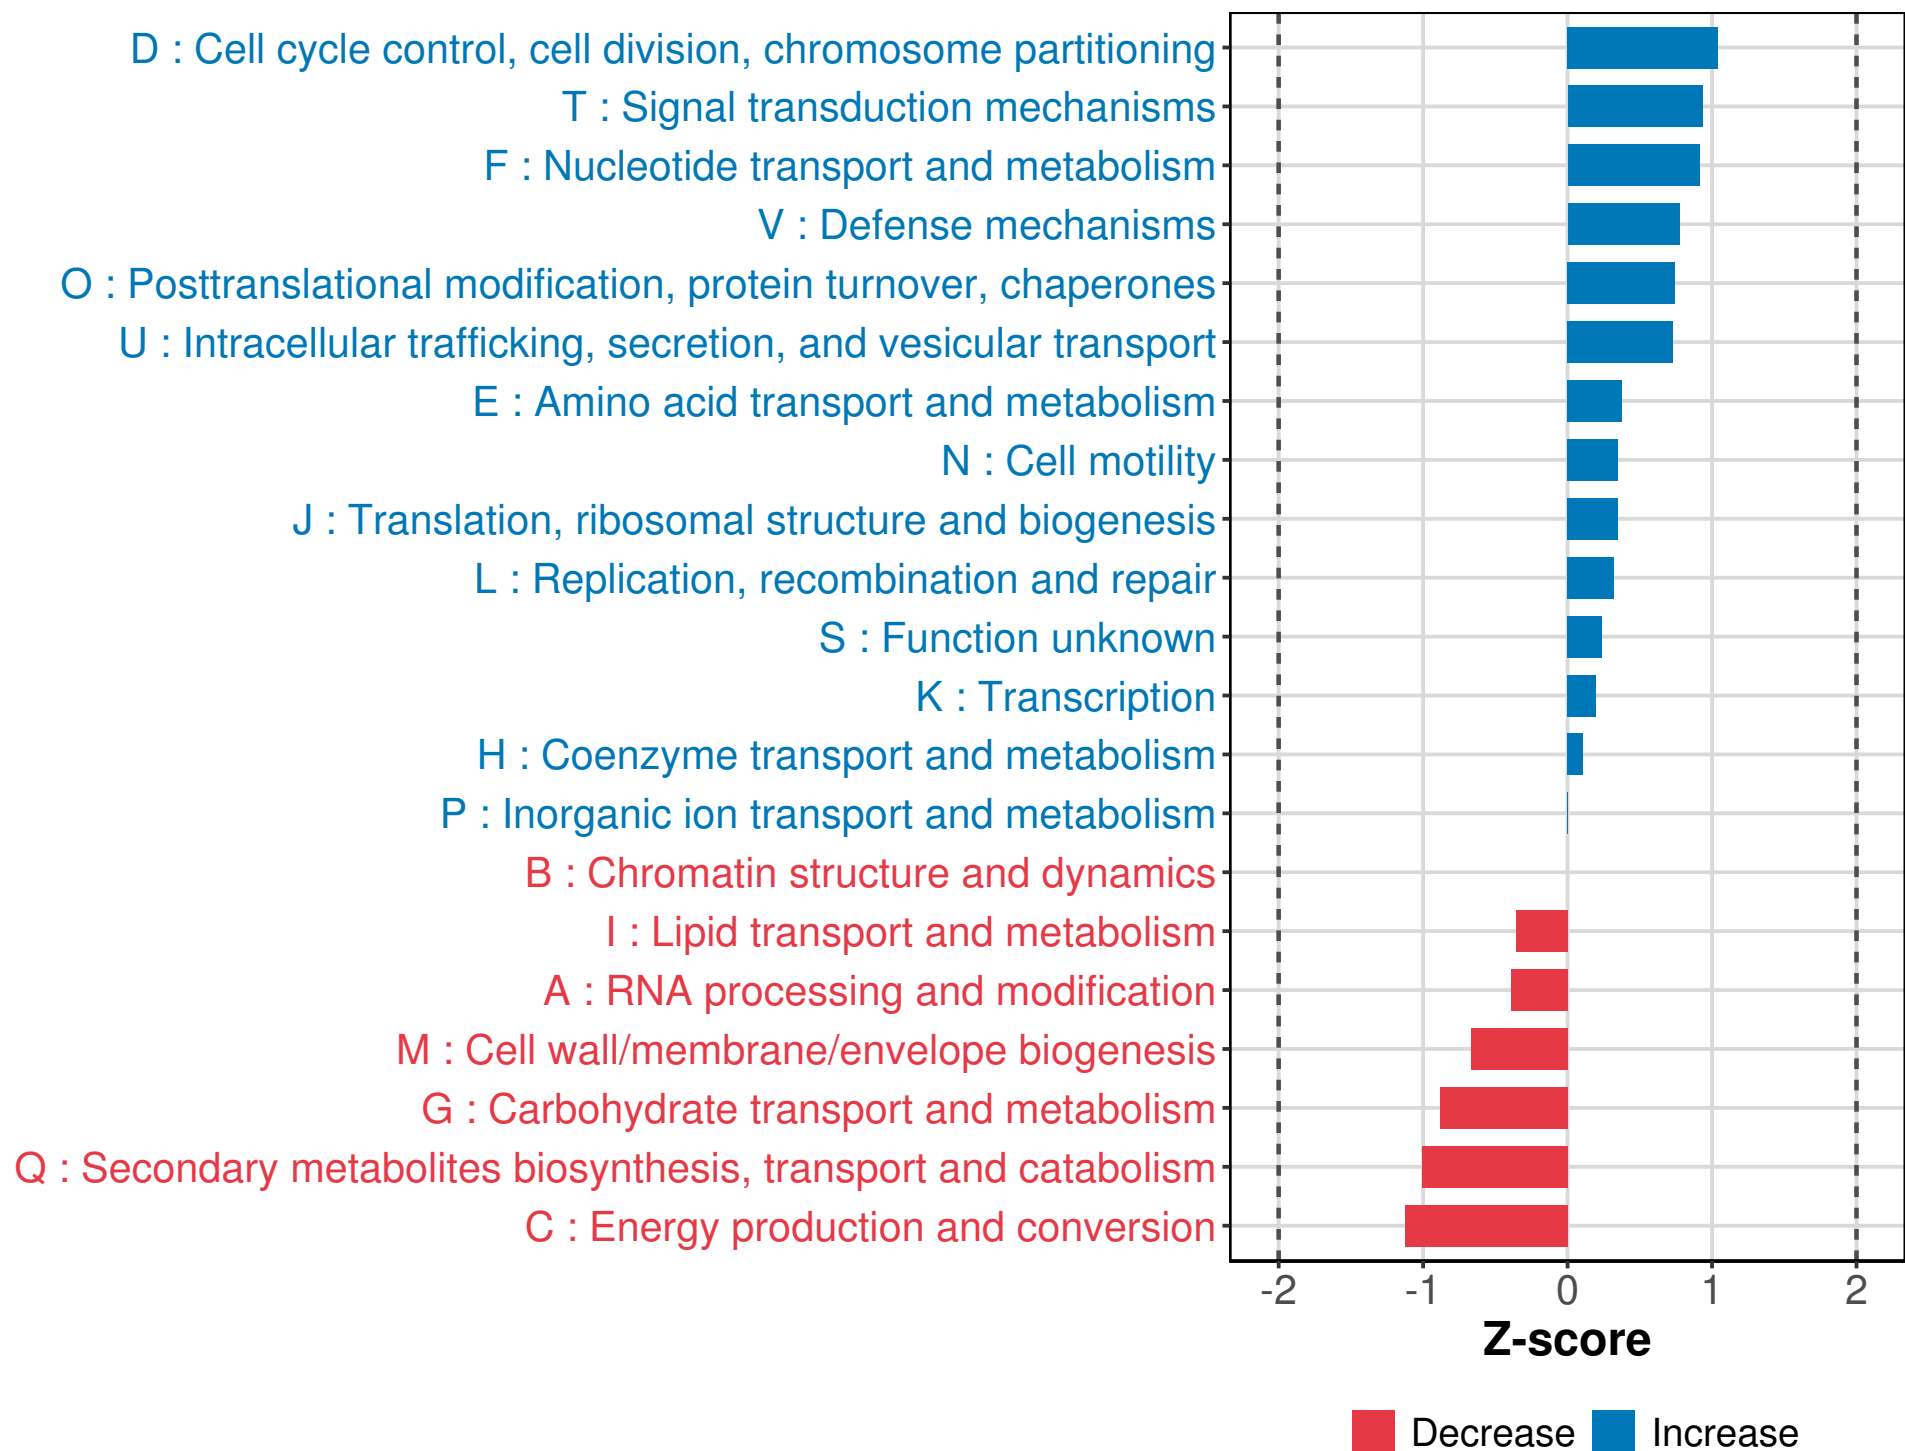 D : Cell cycle control, cell division, chromosome partitioning
T : Signal transduction mechanisms
F : Nucleotide transport and metabolism
V : Defense mechanisms
O : Posttranslational modification, protein turnover, chaperones
U : Intracellular trafficking, secretion, and vesicular transport
E : Amino acid transport and metabolism
N : Cell motility
J : Translation, ribosomal structure and biogenesis
L : Replication, recombination and repair
S : Function unknown
K : Transcription
H : Coenzyme transport and metabolism
P : Inorganic ion transport and metabolism
B : Chromatin structure and dynamics
I : Lipid transport and metabolism
A : RNA processing and modification
M : Cell wall/membrane/envelope biogenesis
G : Carbohydrate transport and metabolism
Q : Secondary metabolites biosynthesis, transport and catabolism
C : Energy production and conversion
-2 -1 0 1 2
Z-score
Decrease Increase